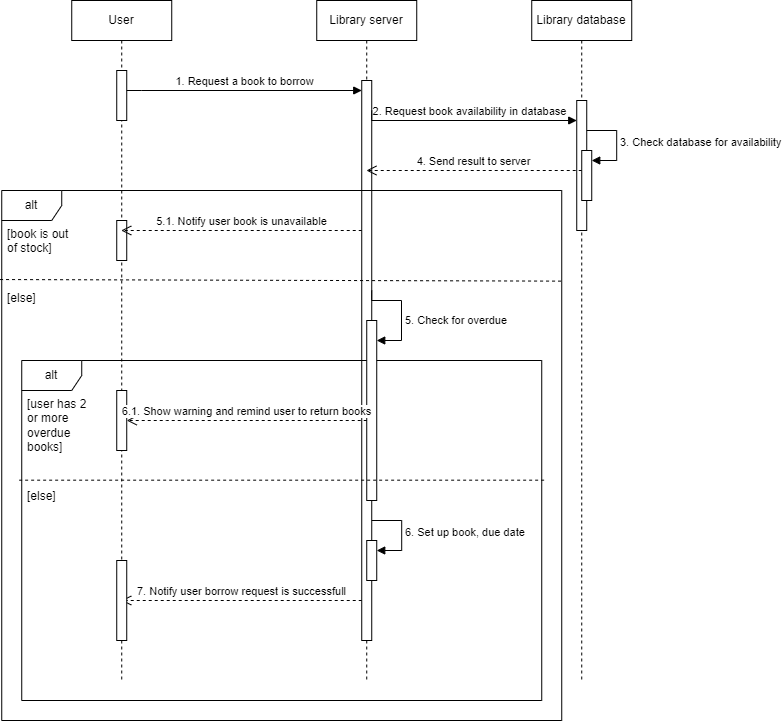 User
Library server
Library database
1. Request a book to borrow
2. Request book availability in database
3. Check database for availability
4. Send result to server
alt
5.1. Notify user book is unavailable
[book is out
of stock]
[else]
5. Check for overdue
alt
[user has 2
or more
overdue
books]
6.1. Show warning and remind user to return books
[else]
6. Set up book, due date
7. Notify user borrow request is successfull